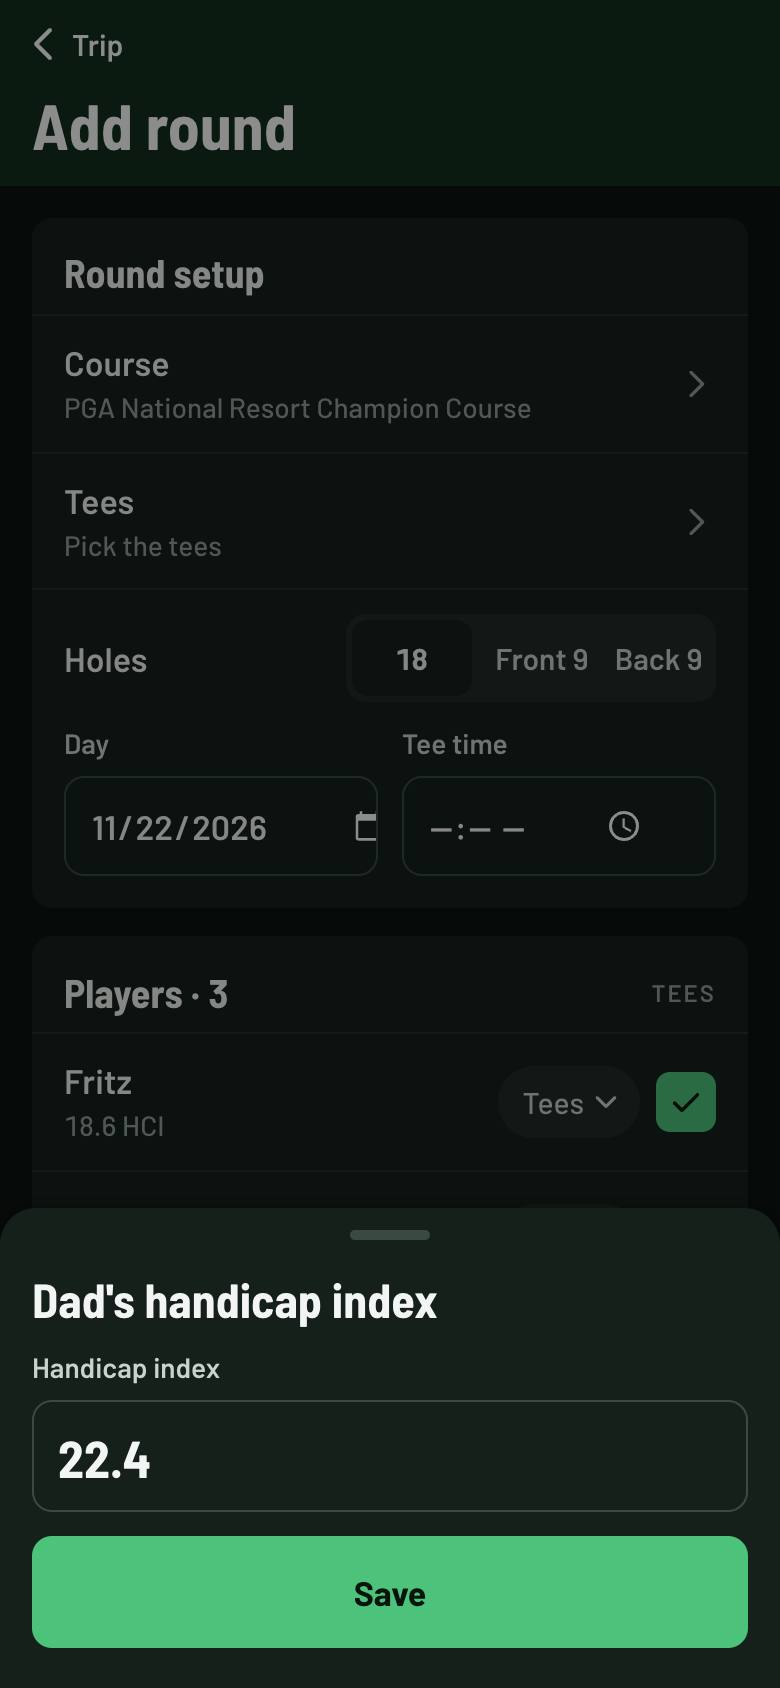 Trip
Add round
Round setup
Course
PGA National Resort Champion Course
Tees
Pick the tees
Holes
18 Front 9 Back 9
Day Tee time
11/22/2026 –:– –
Players · 3 TEES
Fritz
18.6 HCI
Tees
Dad's handicap index
Handicap index
22.4
Save